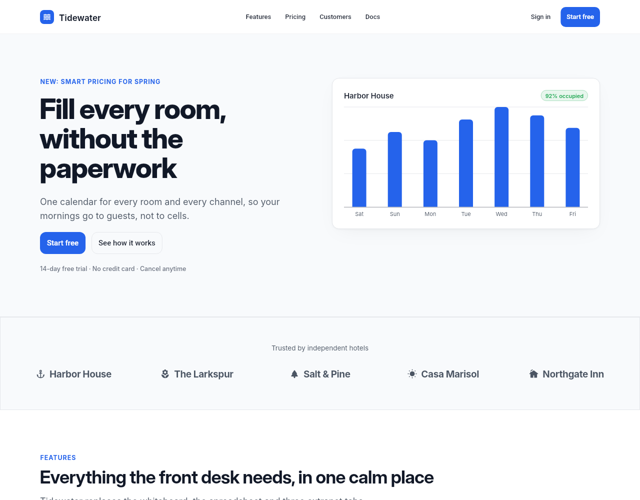 Tidewater
Features Pricing Customers Docs
Sign in Start free
NEW: SMART PRICING FOR SPRING
Fill every room,
without the
paperwork
One calendar for every room and every channel, so your
mornings go to guests, not to cells.
Start free See how it works
14-day free trial · No credit card · Cancel anytime
Harbor House 92% occupied
Sat Sun Mon Tue Wed Thu Fri
Trusted by independent hotels
Harbor House The Larkspur Salt & Pine Casa Marisol Northgate Inn
FEATURES
Everything the front desk needs, in one calm place